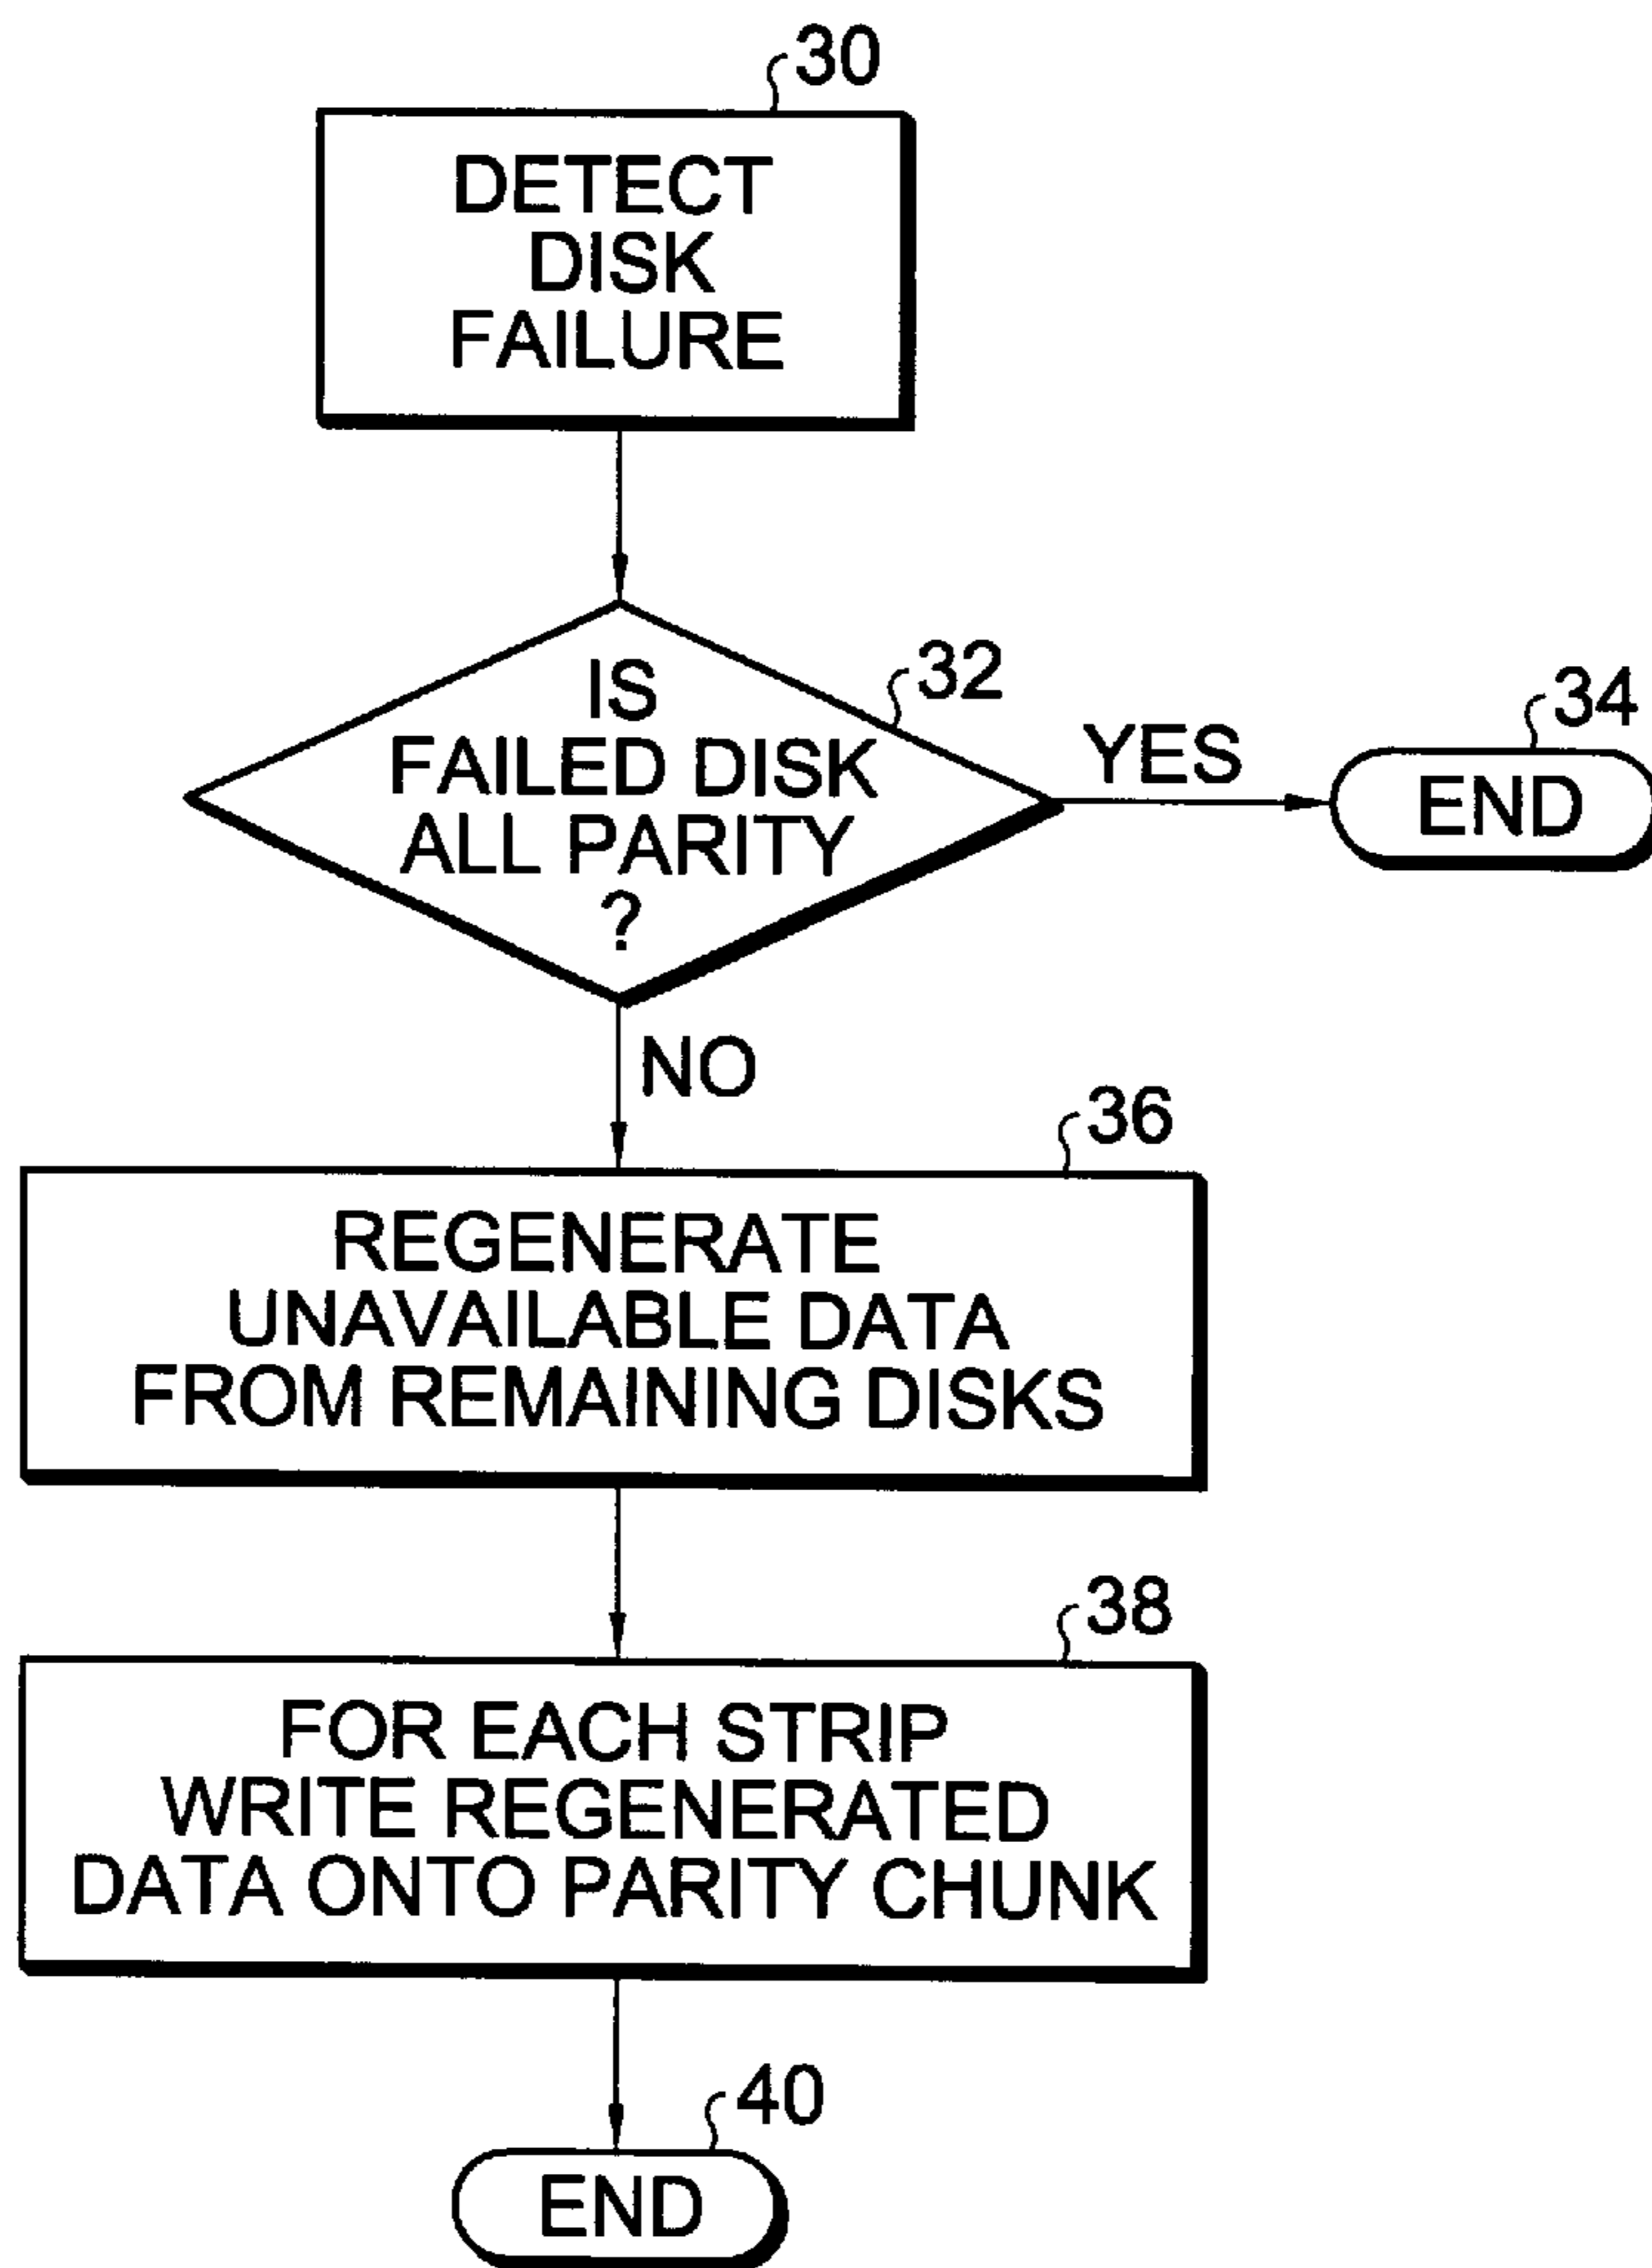 30
DETECT
DISK
FAILURE
32
IS
FAILED DISK
ALL PARITY
?
YES
34
END
NO
36
REGENERATE
UNAVAILABLE DATA
FROM REMAINING DISKS
38
FOR EACH STRIP
WRITE REGENERATED
DATA ONTO PARITY CHUNK
40
END